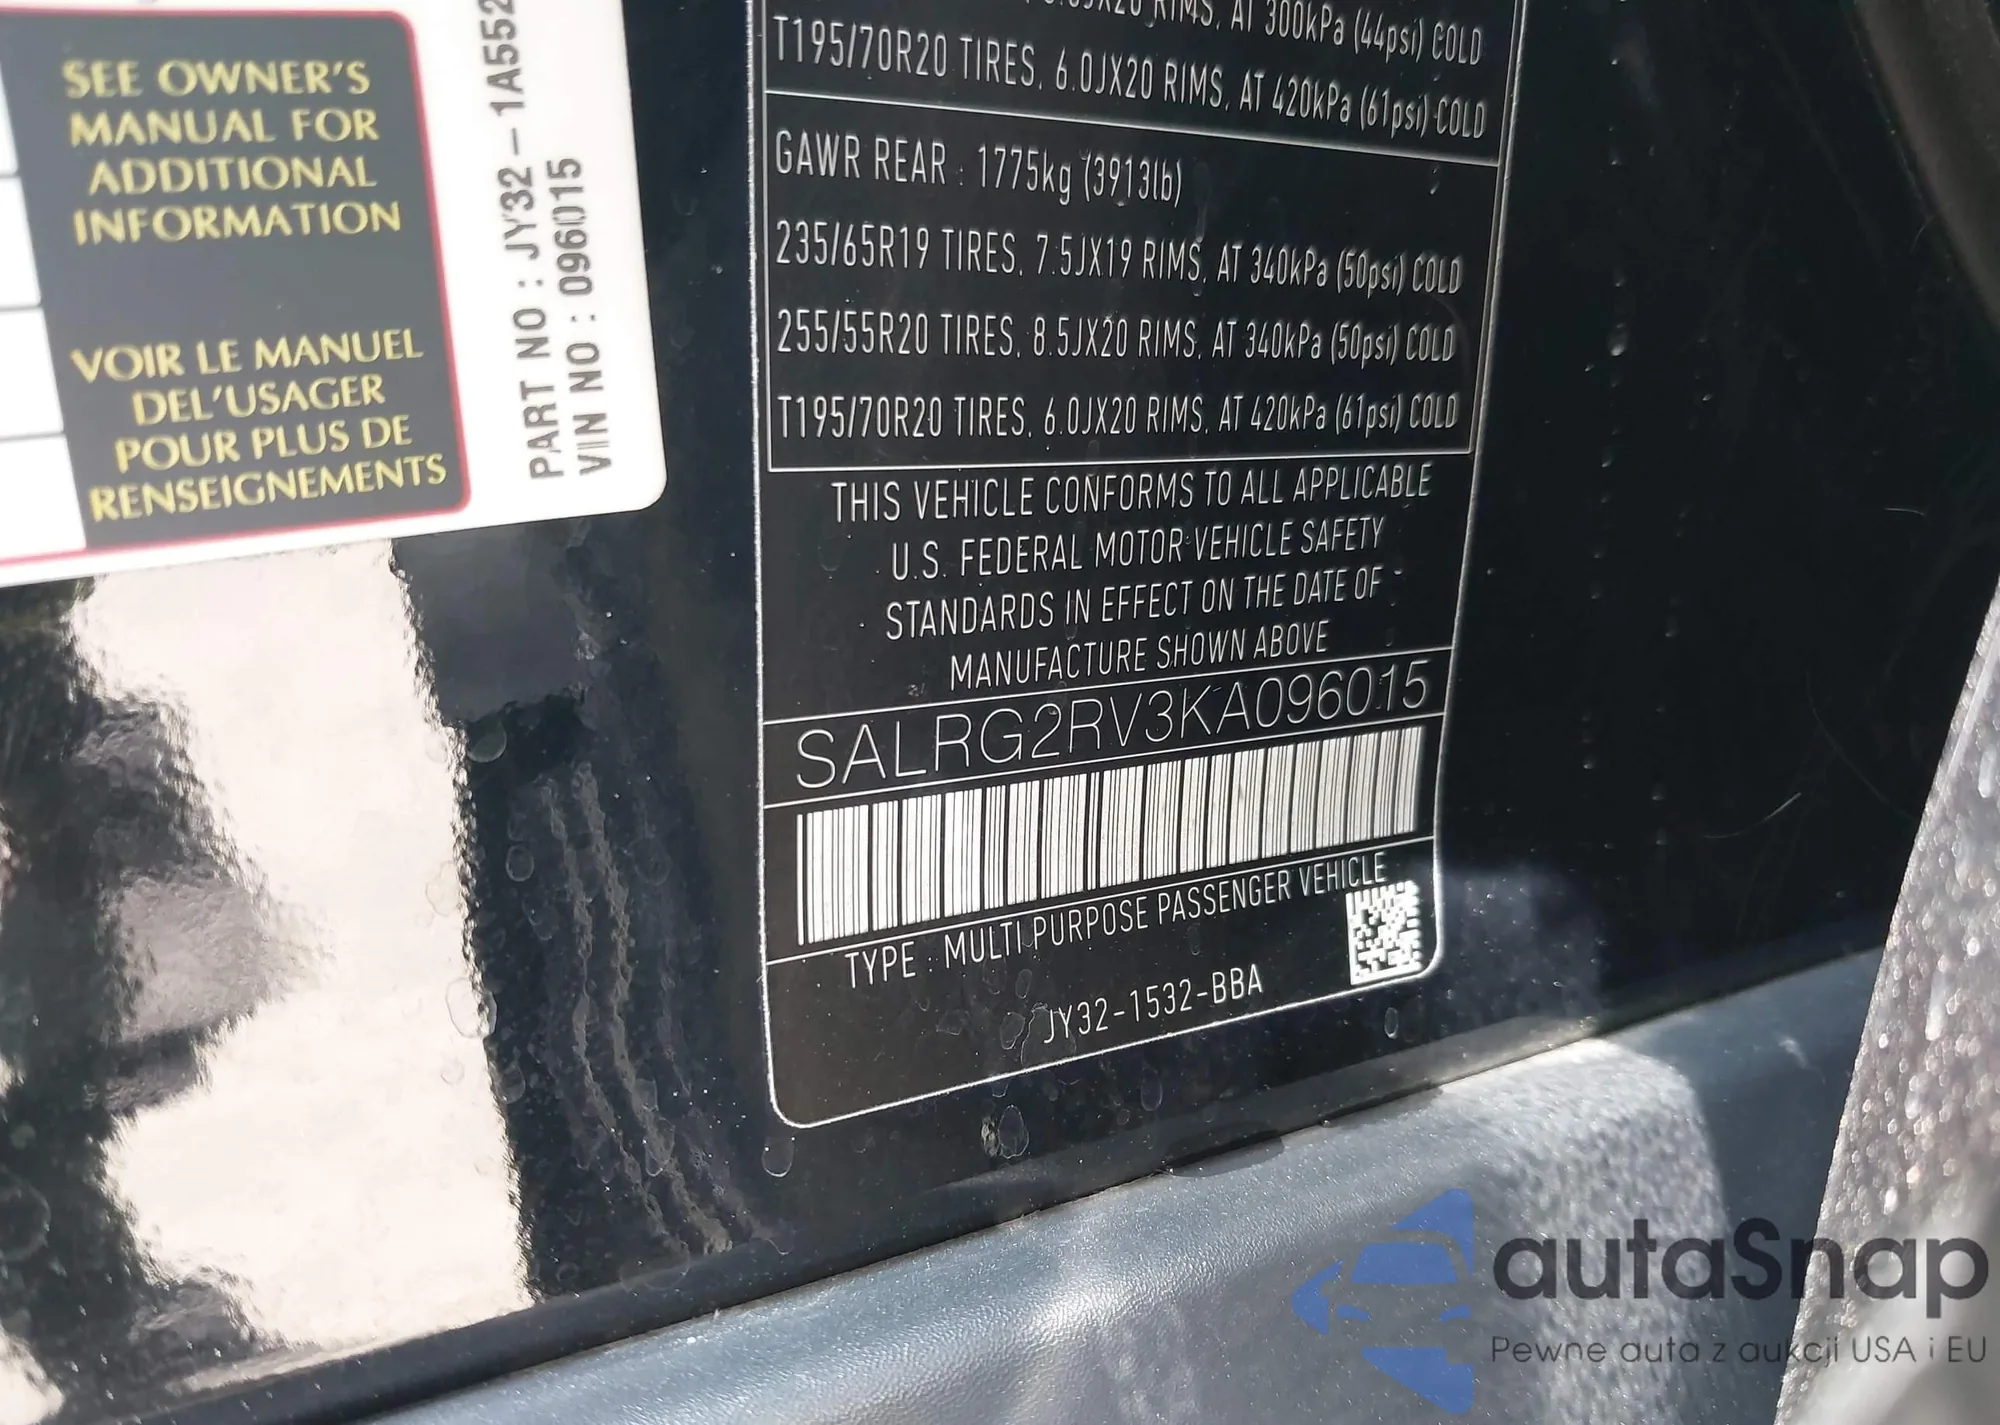 SEE OWNER'S
MANUAL FOR
ADDITIONAL
INFORMATION
VOIR LE MANUEL
DEL'USAGER
POUR PLUS DE
RENSEIGNEMENTS
PART NO : JY32-1A552
VIN NO : 096015
RIMS, AT 300kPa (44psi) COLD
T195/70R20 TIRES, 6.0JX20 RIMS, AT 420kPa (61psi) COLD
GAWR REAR : 1775kg (3913lb)
235/65R19 TIRES, 7.5JX19 RIMS, AT 340kPa (50psi) COLD
255/55R20 TIRES, 8.5JX20 RIMS, AT 340kPa (50psi) COLD
T195/70R20 TIRES, 6.0JX20 RIMS, AT 420kPa (61psi) COLD
THIS VEHICLE CONFORMS TO ALL APPLICABLE
U.S. FEDERAL MOTOR VEHICLE SAFETY
STANDARDS IN EFFECT ON THE DATE OF
MANUFACTURE SHOWN ABOVE
SALRG2RV3KA096015
TYPE : MULTI PURPOSE PASSENGER VEHICLE
JY32-1532-BBA
autaSnap
Pewne auta z aukcji USA i EU